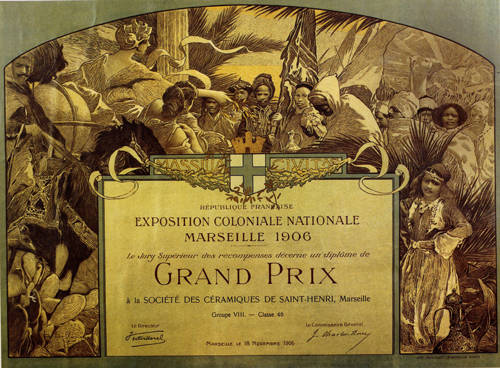 RÉPUBLIQUE FRANÇAISE
EXPOSITION COLONIALE NATIONALE
MARSEILLE 1906
Le Jury Supérieur des récompenses décerne un diplôme de
GRAND PRIX
à la SOCIÉTÉ DES CÉRAMIQUES DE SAINT-HENRI, Marseille
Groupe VIII. — Classe 48
Le Directeur
Le Commissaire Général
MARSEILLE LE 18 NOVEMBRE 1906